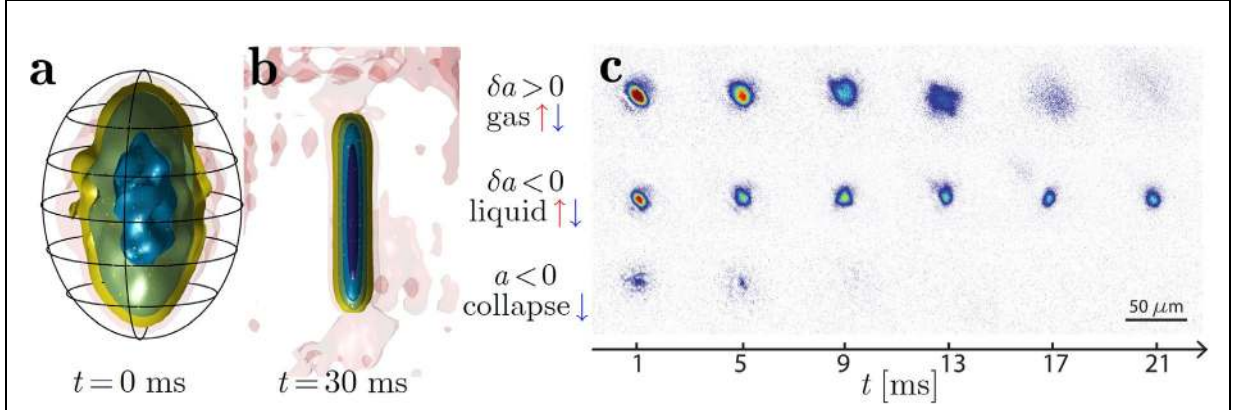 a
t = 0 ms
b
t = 30 ms
δa > 0
gas ↑↓
δa < 0
liquid ↑↓
a < 0
collapse ↓
c
50 μm
1 5 9 13 17 21
t [ms]